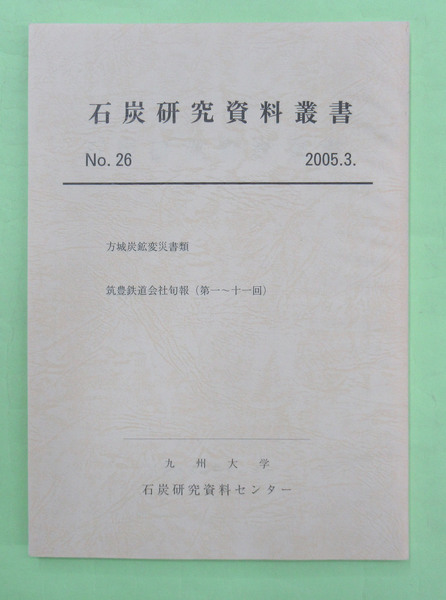 石炭研究資料叢書
No. 26 2005.3.
方城炭鉱変災書類
筑豊鉄道会社旬報（第一～十一回）
九州大学
石炭研究資料センター